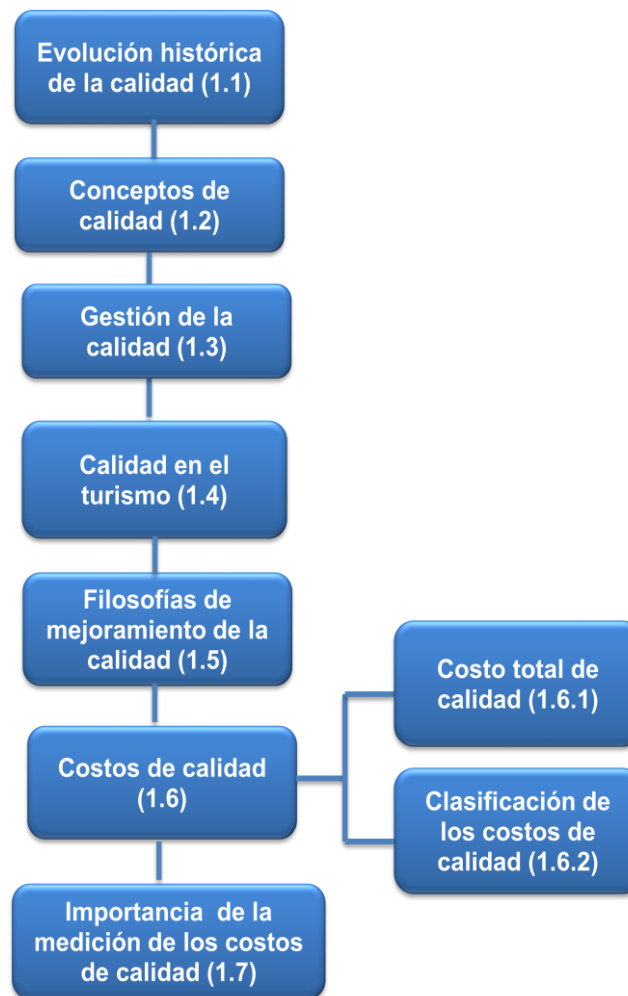 Evolución histórica
de la calidad (1.1)
Conceptos de
calidad (1.2)
Gestión de la
calidad (1.3)
Calidad en el
turismo (1.4)
Filosofías de
mejoramiento de la
calidad (1.5)
Costos de calidad
(1.6)
Costo total de
calidad (1.6.1)
Clasificación de
los costos de
calidad (1.6.2)
Importancia de la
medición de los costos
de calidad (1.7)